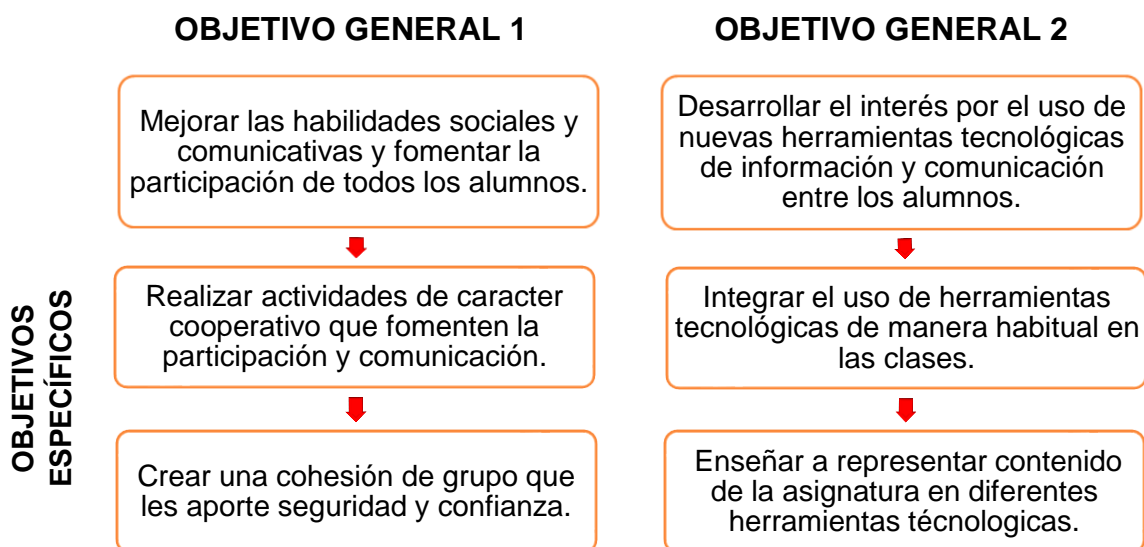 OBJETIVO GENERAL 1
OBJETIVO GENERAL 2
Mejorar las habilidades sociales y
comunicativas y fomentar la
participación de todos los alumnos.
Desarrollar el interés por el uso de
nuevas herramientas tecnológicas
de información y comunicación
entre los alumnos.
OBJETIVOS
ESPECÍFICOS
Realizar actividades de caracter
cooperativo que fomenten la
participación y comunicación.
Integrar el uso de herramientas
tecnológicas de manera habitual en
las clases.
Crear una cohesión de grupo que
les aporte seguridad y confianza.
Enseñar a representar contenido
de la asignatura en diferentes
herramientas técnologicas.